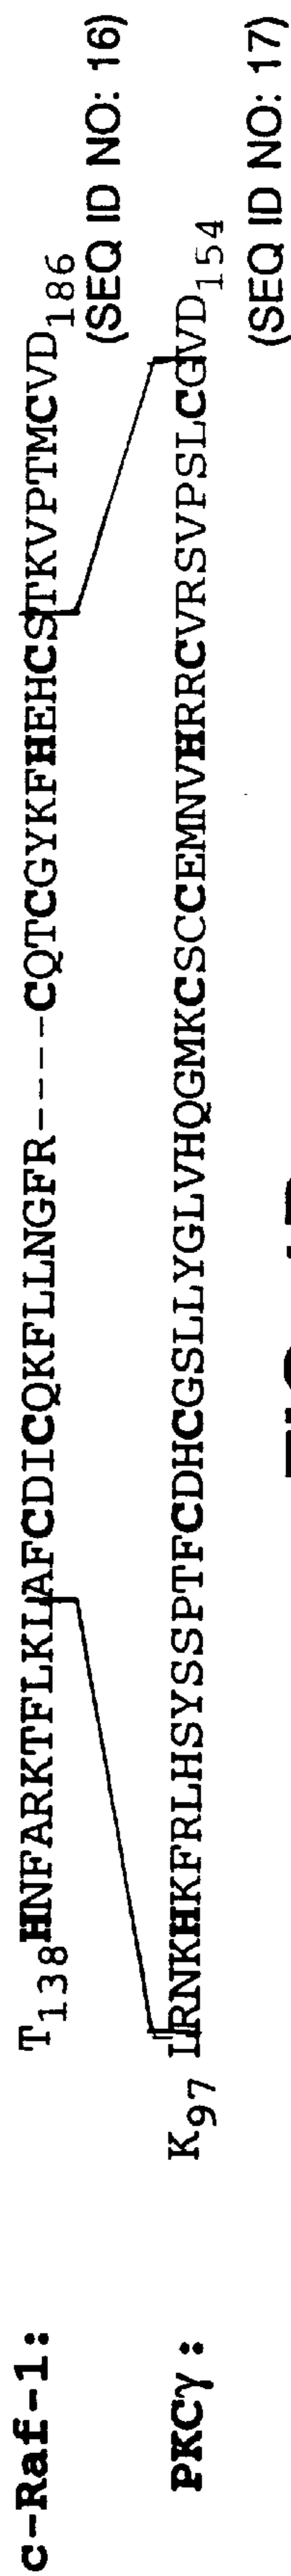 c-Raf-1: T138HNFARKTFLKLAFCDICQKFLLNGFR----CQTCGYKFHEHCSTKVPTMCVD186
(SEQ ID NO: 16)
PKCγ: K97 LRNKHKFRLHSYSSPTFCDHCGSLLYGLVHQGMKCSCCEMNVHRRCVRSVPSLCGVD154
(SEQ ID NO: 17)